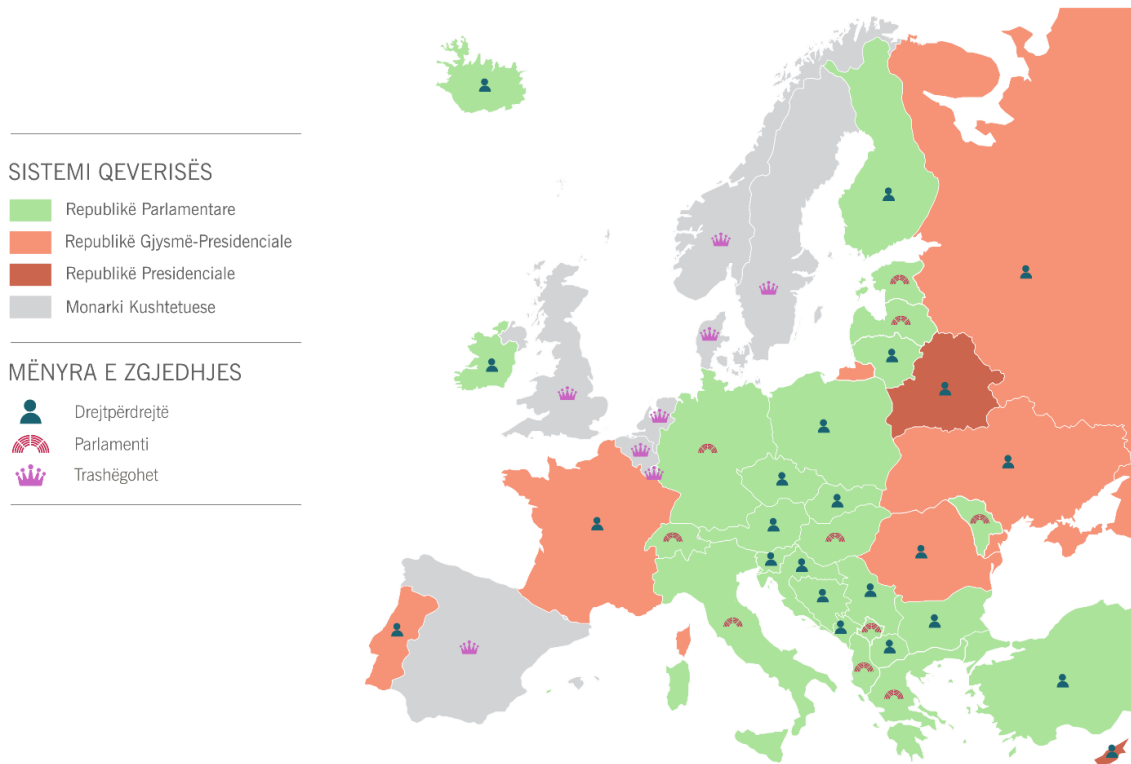 SISTEMI QEVERISËS
Republikë Parlamentare
Republikë Gjysmë-Presidenciale
Republikë Presidenciale
Monarki Kushtetuese
MËNYRA E ZGJEDHJES
Drejtpërdrejtë
Parlamenti
Trashëgohet